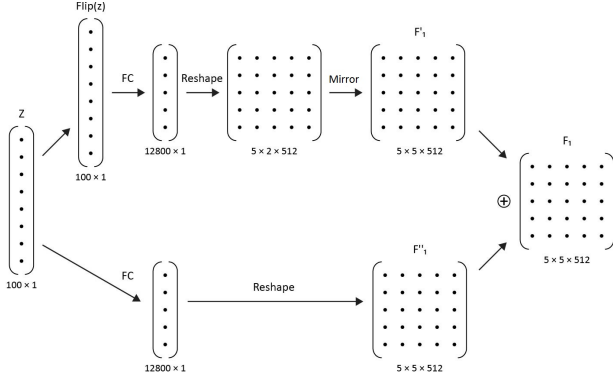 Flip(z)
F'₁
FC
Reshape
Mirror
Z
F₁
12800 × 1
5 × 2 × 512
5 × 5 × 512
100 × 1
⊕
F''₁
5 × 5 × 512
FC
Reshape
100 × 1
12800 × 1
5 × 5 × 512